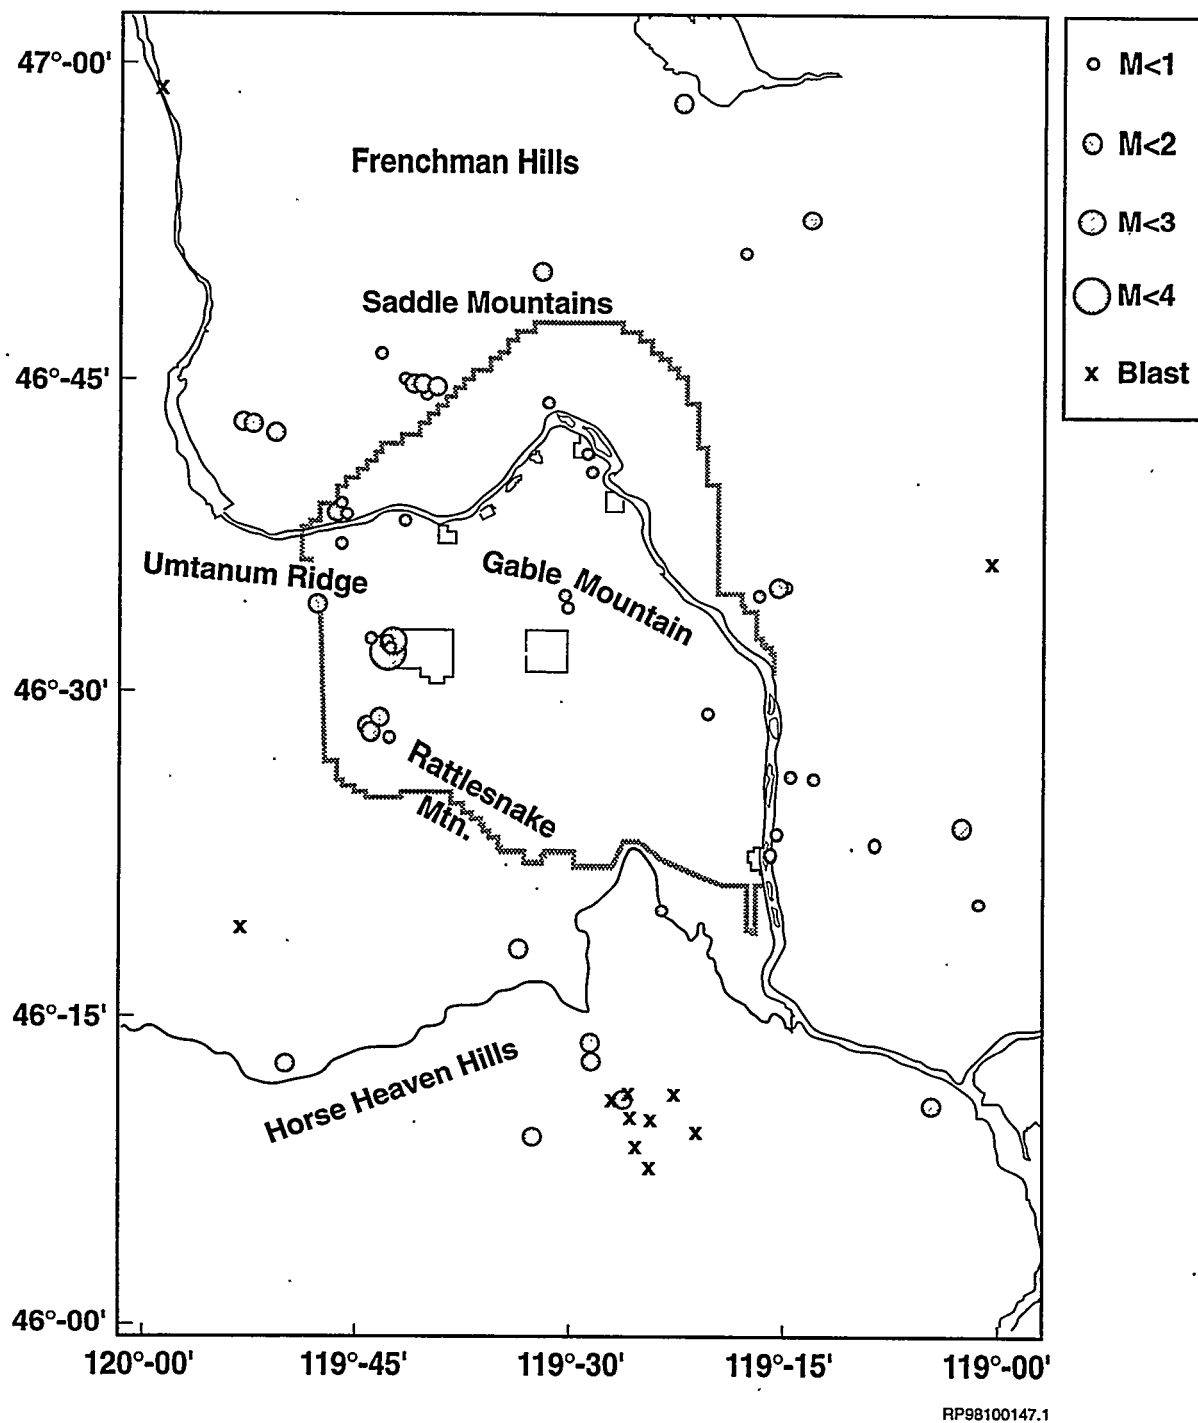 47°-00'
Frenchman Hills
Saddle Mountains
46°-45'
Umtanum Ridge
Gable Mountain
46°-30'
Rattlesnake
Mtn.
46°-15'
Horse Heaven Hills
46°-00'
120°-00'
119°-45'
119°-30'
119°-15'
119°-00'
M<1
M<2
M<3
M<4
x Blast
RP98100147.1